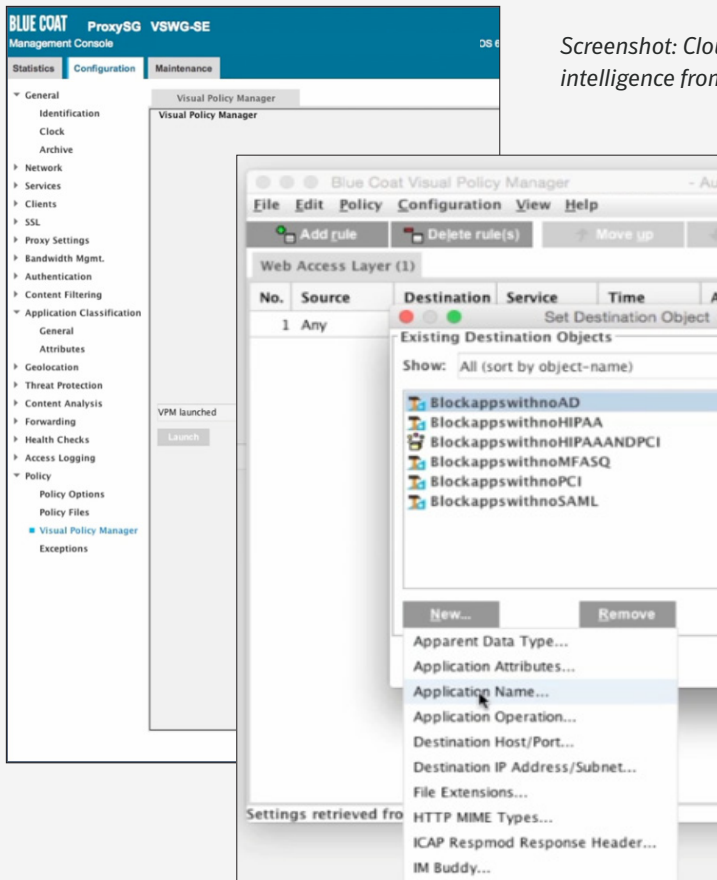 BLUE COAT ProxySG VSWG-SE
Management Console
Statistics Configuration Maintenance
General
Identification
Clock
Archive
Network
Services
Clients
SSL
Proxy Settings
Bandwidth Mgmt.
Authentication
Content Filtering
Application Classification
General
Attributes
Geolocation
Threat Protection
Content Analysis
Forwarding
Health Checks
Access Logging
Policy
Policy Options
Policy Files
Visual Policy Manager
Exceptions
Visual Policy Manager
Visual Policy Manager
VPM launched
Launch
Screenshot:
intelligence from
Blue Coat Visual Policy Manager
File Edit Policy Configuration View Help
Add rule Delete rule(s) Move up
Web Access Layer (1)
No. Source Destination Service Time
1 Any
Set Destination Object
Existing Destination Objects
Show: All (sort by object-name)
BlockappswithnoAD
BlockappswithnoHIPAA
BlockappswithnoHIPAAANDPCI
BlockappswithnoMFASQ
BlockappswithnoPCI
BlockappswithnoSAML
New... Remove
Apparent Data Type...
Application Attributes...
Application Name...
Application Operation...
Destination Host/Port...
Destination IP Address/Subnet...
File Extensions...
HTTP MIME Types...
ICAP Respmod Response Header...
IM Buddy...
Settings retrieved